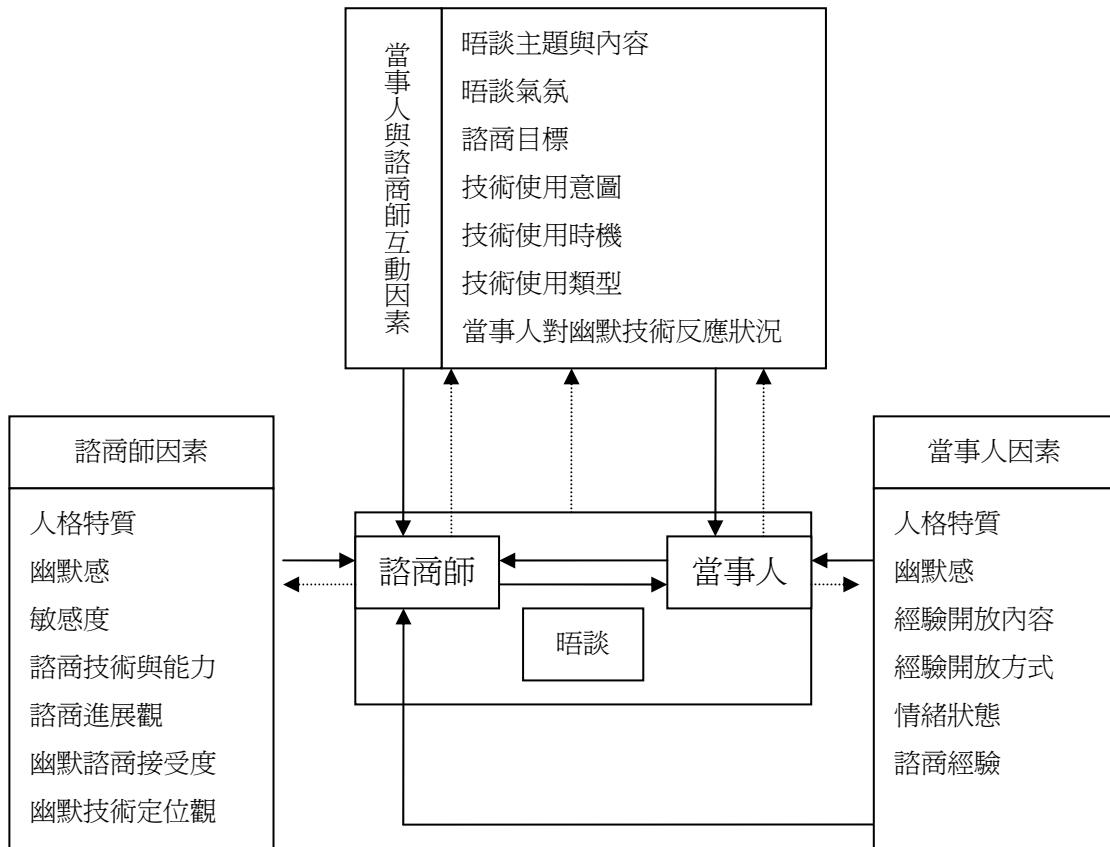 當事人與諮商師互動因素
晤談主題與內容
晤談氣氛
諮商目標
技術使用意圖
技術使用時機
技術使用類型
當事人對幽默技術反應狀況
諮商師因素
人格特質
幽默感
敏感度
諮商技術與能力
諮商進展觀
幽默諮商接受度
幽默技術定位觀
諮商師
當事人
晤談
當事人因素
人格特質
幽默感
經驗開放內容
經驗開放方式
情緒狀態
諮商經驗